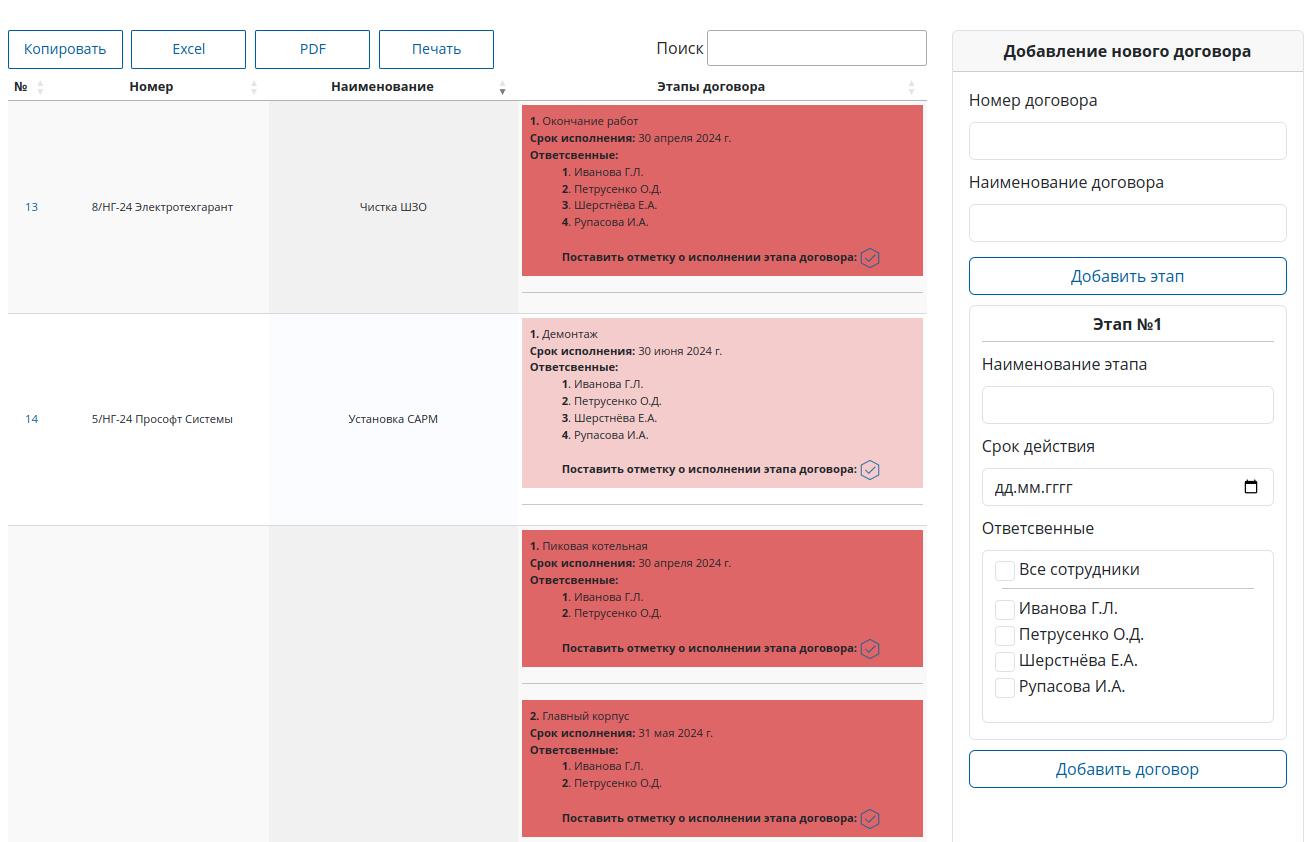 Копировать
Excel
PDF
Печать
Поиск
№
Номер
Наименование
Этапы договора
13
8/НГ-24 Электротехгарант
Чистка ШЗО
1. Окончание работ
Срок исполнения: 30 апреля 2024 г.
Ответсвенные:
1. Иванова Г.Л.
2. Петрусенко О.Д.
3. Шерстнёва Е.А.
4. Рупасова И.А.
Поставить отметку о исполнении этапа договора:
14
5/НГ-24 Прософт Системы
Установка САРМ
1. Демонтаж
Срок исполнения: 30 июня 2024 г.
Ответсвенные:
1. Иванова Г.Л.
2. Петрусенко О.Д.
3. Шерстнёва Е.А.
4. Рупасова И.А.
Поставить отметку о исполнении этапа договора:
1. Пиковая котельная
Срок исполнения: 30 апреля 2024 г.
Ответсвенные:
1. Иванова Г.Л.
2. Петрусенко О.Д.
Поставить отметку о исполнении этапа договора:
2. Главный корпус
Срок исполнения: 31 мая 2024 г.
Ответсвенные:
1. Иванова Г.Л.
2. Петрусенко О.Д.
Поставить отметку о исполнении этапа договора:
Добавление нового договора
Номер договора
Наименование договора
Добавить этап
Этап №1
Наименование этапа
Срок действия
дд.мм.гггг
Ответсвенные
Все сотрудники
Иванова Г.Л.
Петрусенко О.Д.
Шерстнёва Е.А.
Рупасова И.А.
Добавить договор